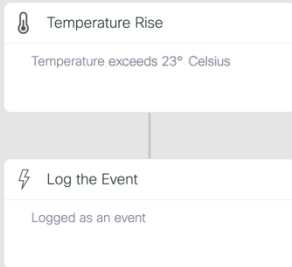 Temperature Rise
Temperature exceeds 23° Celsius
Log the Event
Logged as an event